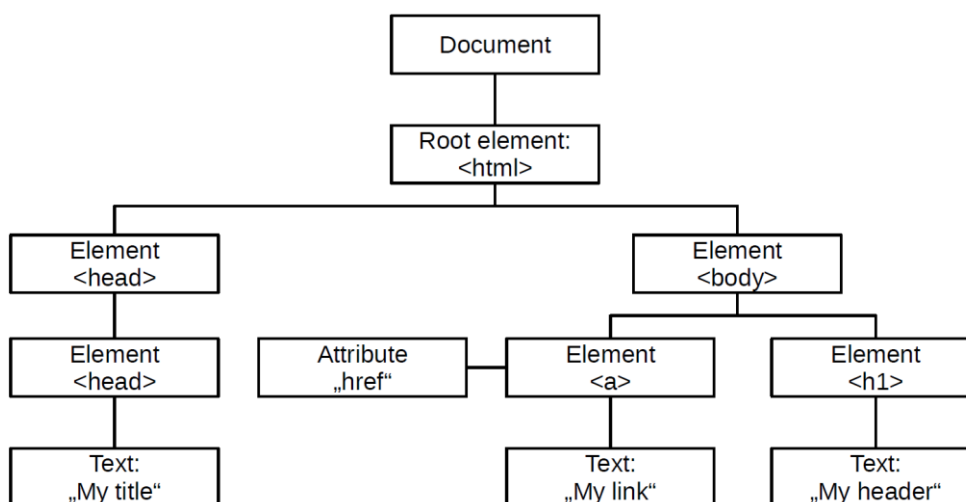 Document
Root element:
<html>
Element
<head>
Element
<body>
Element
<head>
Attribute
„href“
Element
<a>
Element
<h1>
Text:
„My title“
Text:
„My link“
Text:
„My header“